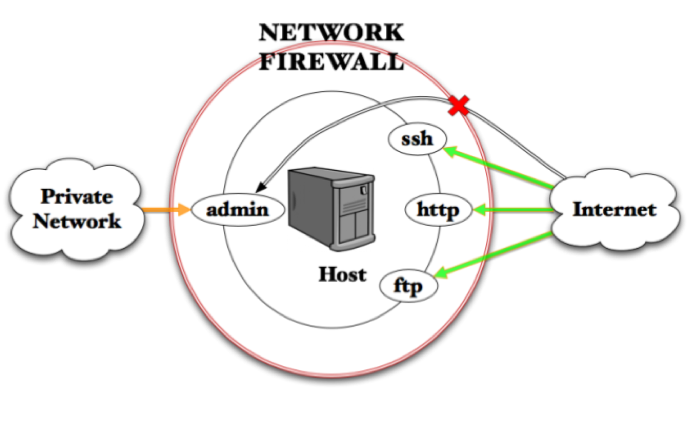 NETWORK
FIREWALL
ssh
Private
Network
admin
http
Internet
Host
ftp